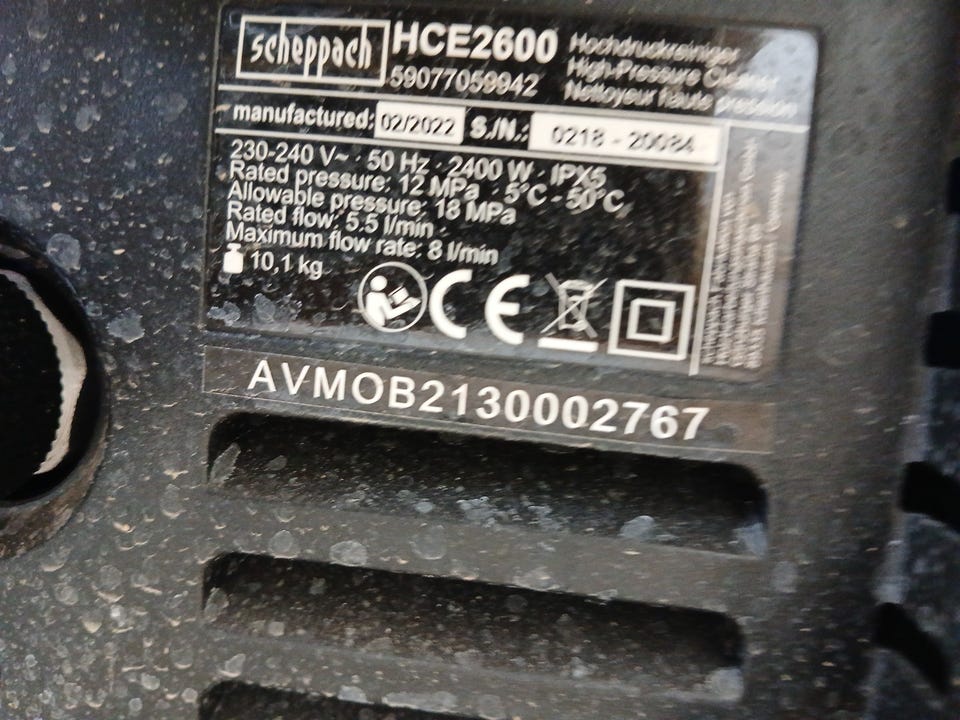 scheppach
HCE2600
59077059942
Hochdruckreiniger
High-Pressure Cleaner
Nettoyeur haute pression
manufactured: 02/2022 S./N.: 0218 - 20084
230-240 V~ · 50 Hz · 2400 W · IPX5
Rated pressure: 12 MPa · 5°C - 50°C
Allowable pressure: 18 MPa
Rated flow: 5.5 l/min ·
Maximum flow rate: 8 l/min
10,1 kg
CE
AVMOB2130002767